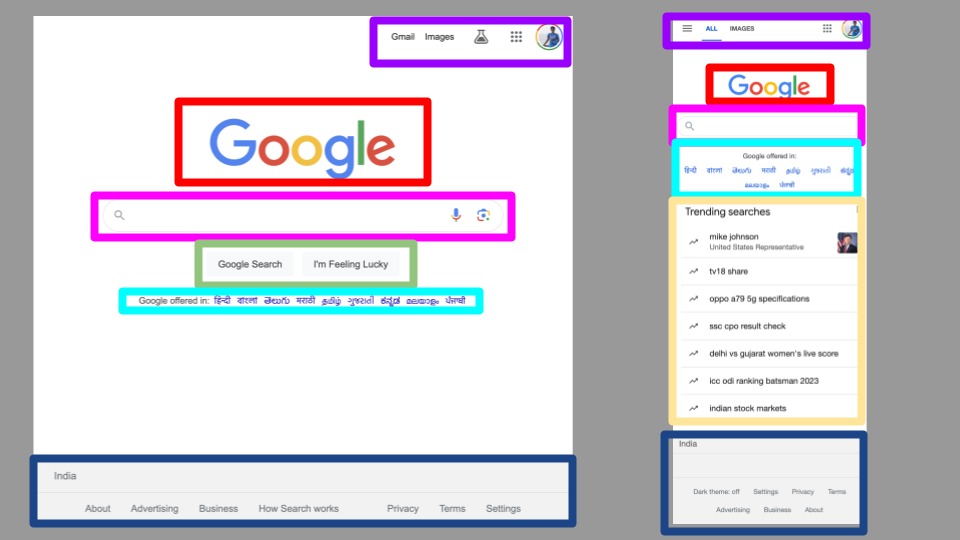 Gmail Images
Google
Google Search I'm Feeling Lucky
Google offered in: हिन्दी বাংলা తెలుగు मराठी தமிழ் ગુજરાતી ಕನ್ನಡ മലയാളം ਪੰਜਾਬੀ
India
About Advertising Business How Search works Privacy Terms Settings
ALL IMAGES
Google
Google offered in:
हिन्दी বাংলা తెలుగు मराठी தமிழ் ગુજરાતી ಕನ್ನಡ
മലയാളം ਪੰਜਾਬੀ
Trending searches
mike johnson
United States Representative
tv18 share
oppo a79 5g specifications
ssc cpo result check
delhi vs gujarat women's live score
icc odi ranking batsman 2023
indian stock markets
India
Dark theme: off Settings Privacy Terms
Advertising Business About